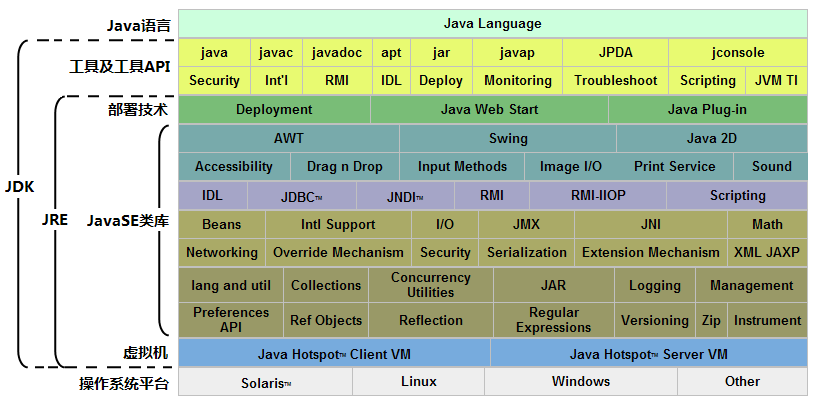 Java语言 Java Language
java javac javadoc apt jar javap JPDA jconsole
工具及工具API
Security Int'l RMI IDL Deploy Monitoring Troubleshoot Scripting JVM TI
部署技术 Deployment Java Web Start Java Plug-in
AWT Swing Java 2D
Accessibility Drag n Drop Input Methods Image I/O Print Service Sound
JDK
IDL JDBC™ JNDI™ RMI RMI-IIOP Scripting
JRE JavaSE类库
Beans Intl Support I/O JMX JNI Math
Networking Override Mechanism Security Serialization Extension Mechanism XML JAXP
lang and util Collections Concurrency Utilities JAR Logging Management
Preferences API Ref Objects Reflection Regular Expressions Versioning Zip Instrument
虚拟机 Java Hotspot™ Client VM Java Hotspot™ Server VM
操作系统平台 Solaris™ Linux Windows Other